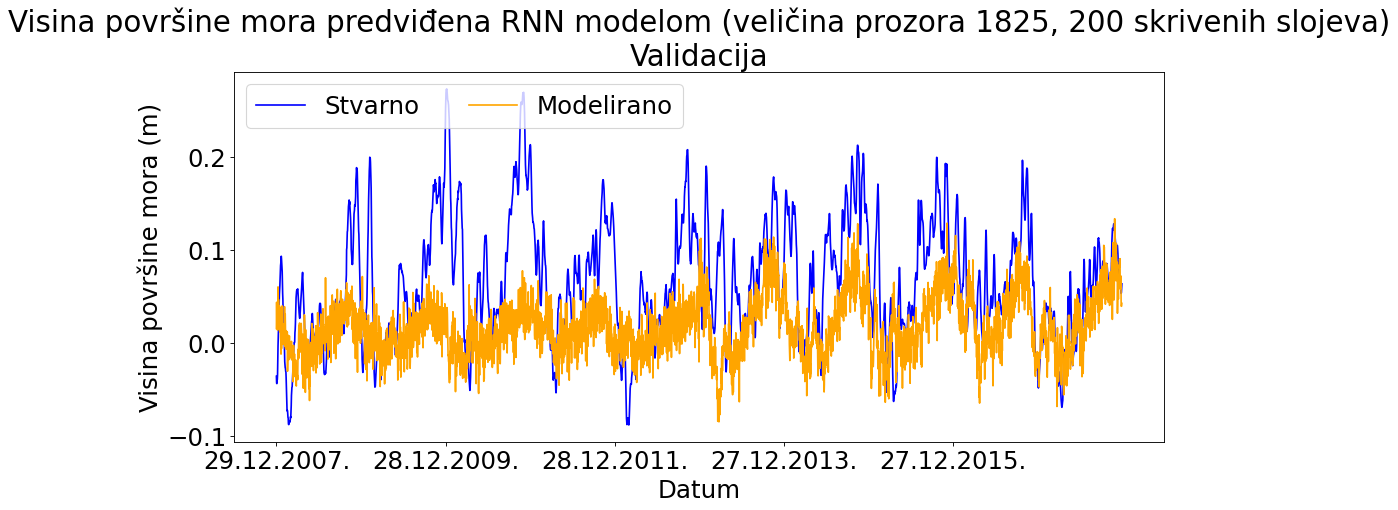 Visina površine mora predviđena RNN modelom (veličina prozora 1825, 200 skrivenih slojeva)
Validacija
Stvarno
Modelirano
Visina površine mora (m)
0.2
0.1
0.0
−0.1
29.12.2007.
28.12.2009.
28.12.2011.
27.12.2013.
27.12.2015.
Datum